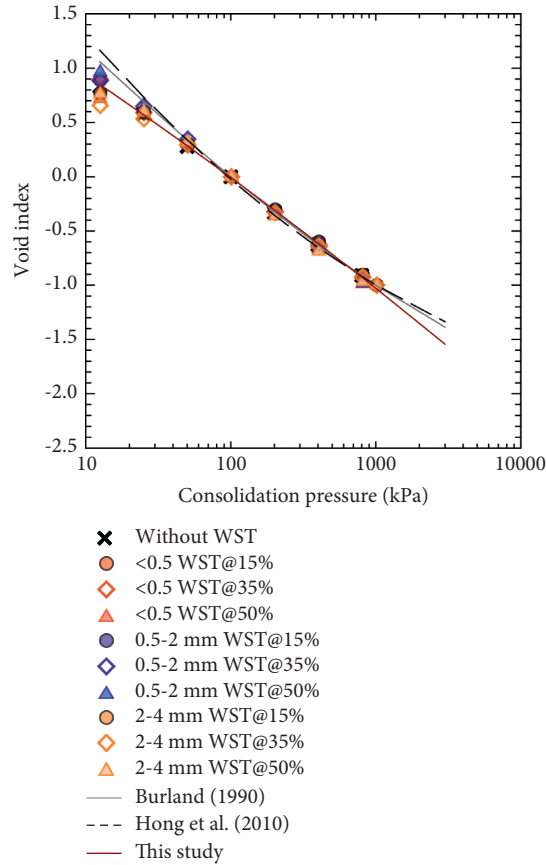 1.5
1.0
0.5
0.0
-0.5
-1.0
-1.5
-2.0
-2.5
Void index
10 100 1000 10000
Consolidation pressure (kPa)
Without WST
<0.5 WST@15%
<0.5 WST@35%
<0.5 WST@50%
0.5-2 mm WST@15%
0.5-2 mm WST@35%
0.5-2 mm WST@50%
2-4 mm WST@15%
2-4 mm WST@35%
2-4 mm WST@50%
Burland (1990)
Hong et al. (2010)
This study